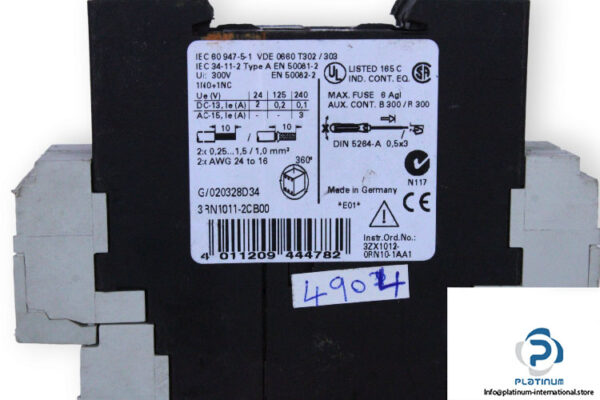 IEC 60 947-5-1 VDE 0660 T302 / 303
IEC 34-11-2 Type A EN 50081-2
Ui: 300V EN 50082-2
1NO+1NC
Ue (V) 24 125 240
DC-13, Ie (A) 2 0,2 0,1
AC-15, Ie (A) - - 3
10 10
2x 0,25...1,5 / 1,0 mm²
2x AWG 24 to 16
360°
G/020328D34
3RN1011-2CB00
4 011209 444782
UL LISTED 165 C
IND. CONT. EQ.
MAX. FUSE 6 Agl
AUX. CONT. B 300 / R 300
DIN 5264-A 0,5x3
N117
Made in Germany
*E01*
CE
Instr.Ord.No.:
3ZX1012-
0RN10-1AA1
4904
PLATINUM
Info@platinum-international.store